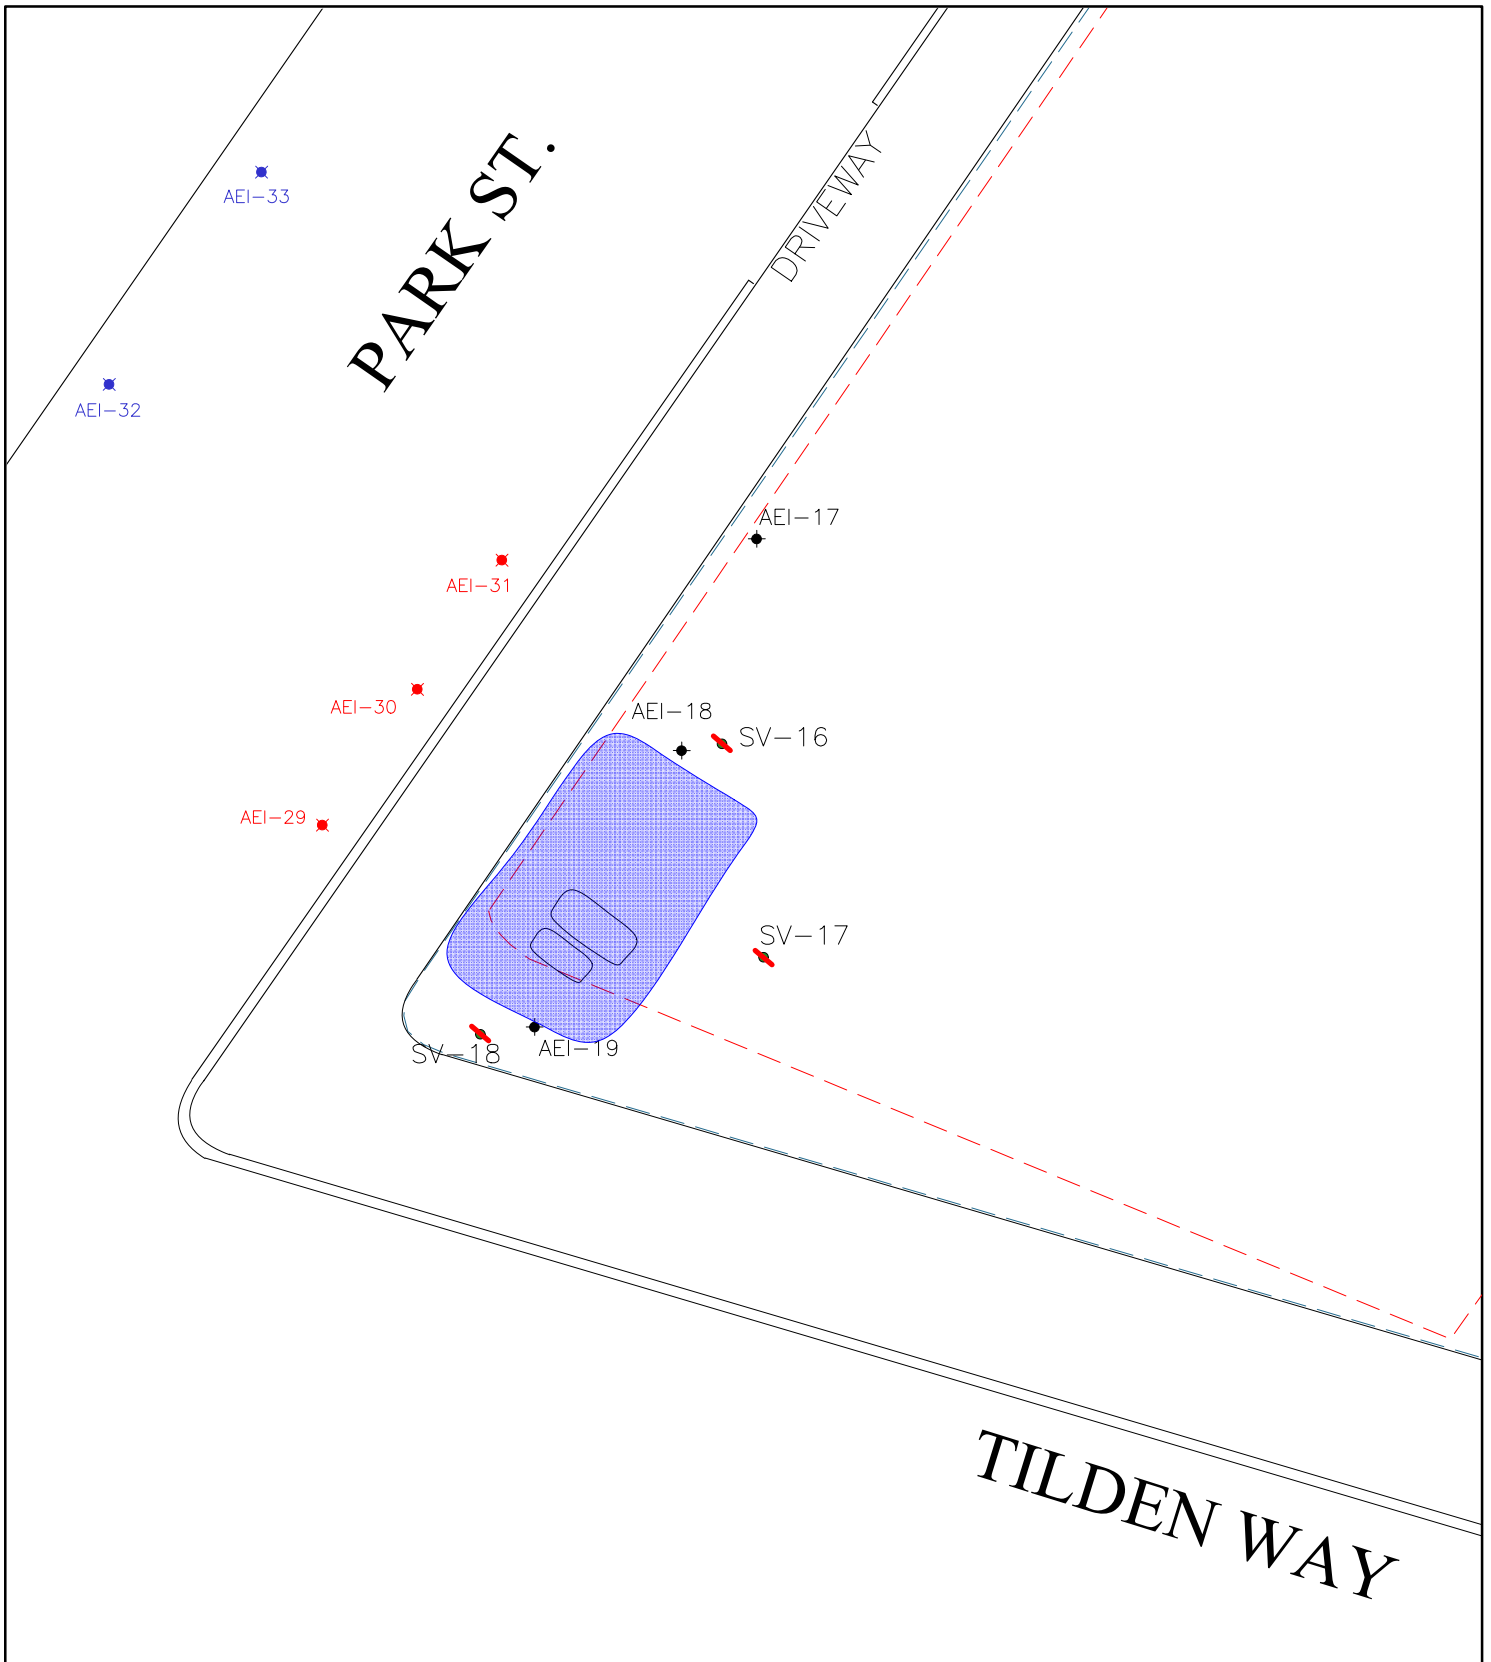 DRIVEWAY
AEI-33
PARK ST.
AEI-32
AEI-17
AEI-31
AEI-30
AEI-18
SV-16
AEI-29
SV-17
SV-18
AEI-19
TILDEN WAY